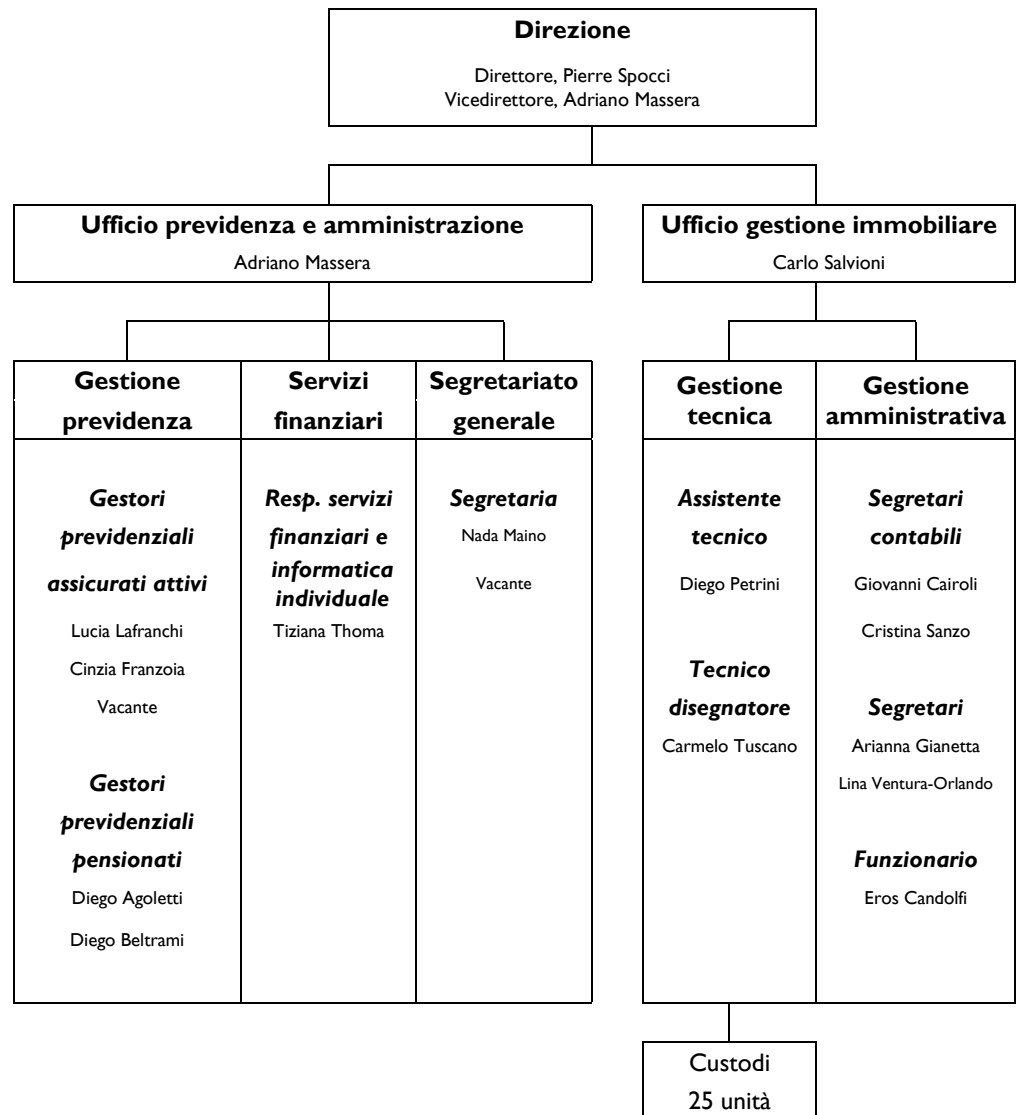 Direzione
Direttore, Pierre Spocci
Vicedirettore, Adriano Massera
Ufficio previdenza e amministrazione
Adriano Massera
Ufficio gestione immobiliare
Carlo Salvioni
Gestione
previdenza
Gestori
previdenziali
assicurati attivi
Lucia Lafranchi
Cinzia Franzoia
Vacante
Gestori
previdenziali
pensionati
Diego Agoletti
Diego Beltrami
Servizi
finanziari
Resp. servizi
finanziari e
informatica
individuale
Tiziana Thoma
Segretariato
generale
Segretaria
Nada Maino
Vacante
Gestione
tecnica
Assistente
tecnico
Diego Petrini
Tecnico
disegnatore
Carmelo Tuscano
Gestione
amministrativa
Segretari
contabili
Giovanni Cairoli
Cristina Sanzo
Segretari
Arianna Gianetta
Lina Ventura-Orlando
Funzionario
Eros Candolfi
Custodi
25 unità